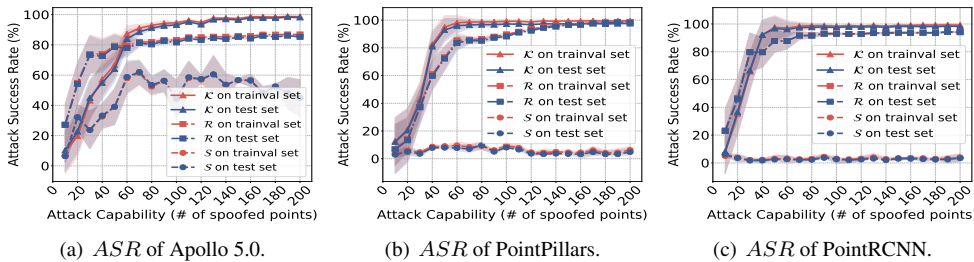 Attack Success Rate (%)
100
80
60
40
20
0
0
20
40
60
80
100
120
140
160
180
200
Attack Capability (# of spoofed points)
K on trainval set
K on test set
R on trainval set
R on test set
S on trainval set
S on test set
(a) ASR of Apollo 5.0.
Attack Success Rate (%)
100
80
60
40
20
0
0
20
40
60
80
100
120
140
160
180
200
Attack Capability (# of spoofed points)
K on trainval set
K on test set
R on trainval set
R on test set
S on trainval set
S on test set
(b) ASR of PointPillars.
Attack Success Rate (%)
100
80
60
40
20
0
0
20
40
60
80
100
120
140
160
180
200
Attack Capability (# of spoofed points)
K on trainval set
K on test set
R on trainval set
R on test set
S on trainval set
S on test set
(c) ASR of PointRCNN.